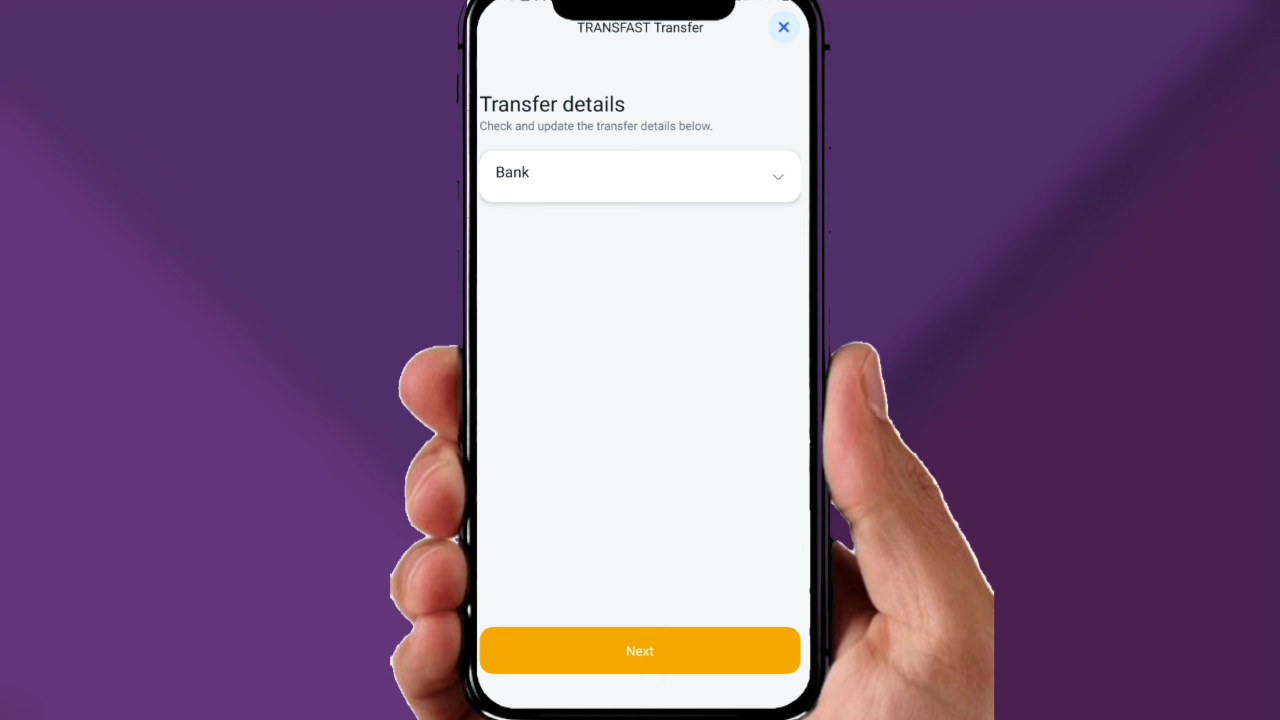 TRANSFAST Transfer
Transfer details
Check and update the transfer details below.
Bank
Next